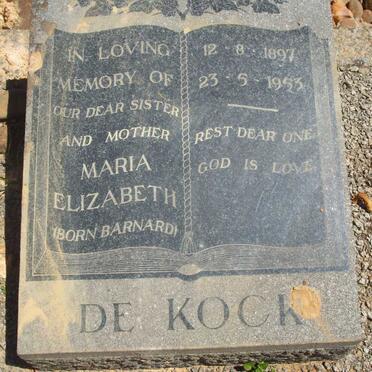 IN LOVING
MEMORY OF
OUR DEAR SISTER
AND MOTHER
MARIA
ELIZABETH
(BORN BARNARD)
12 - 8 - 1897
23 - 5 - 1953
REST DEAR ONE.
GOD IS LOVE.
DE KOCK